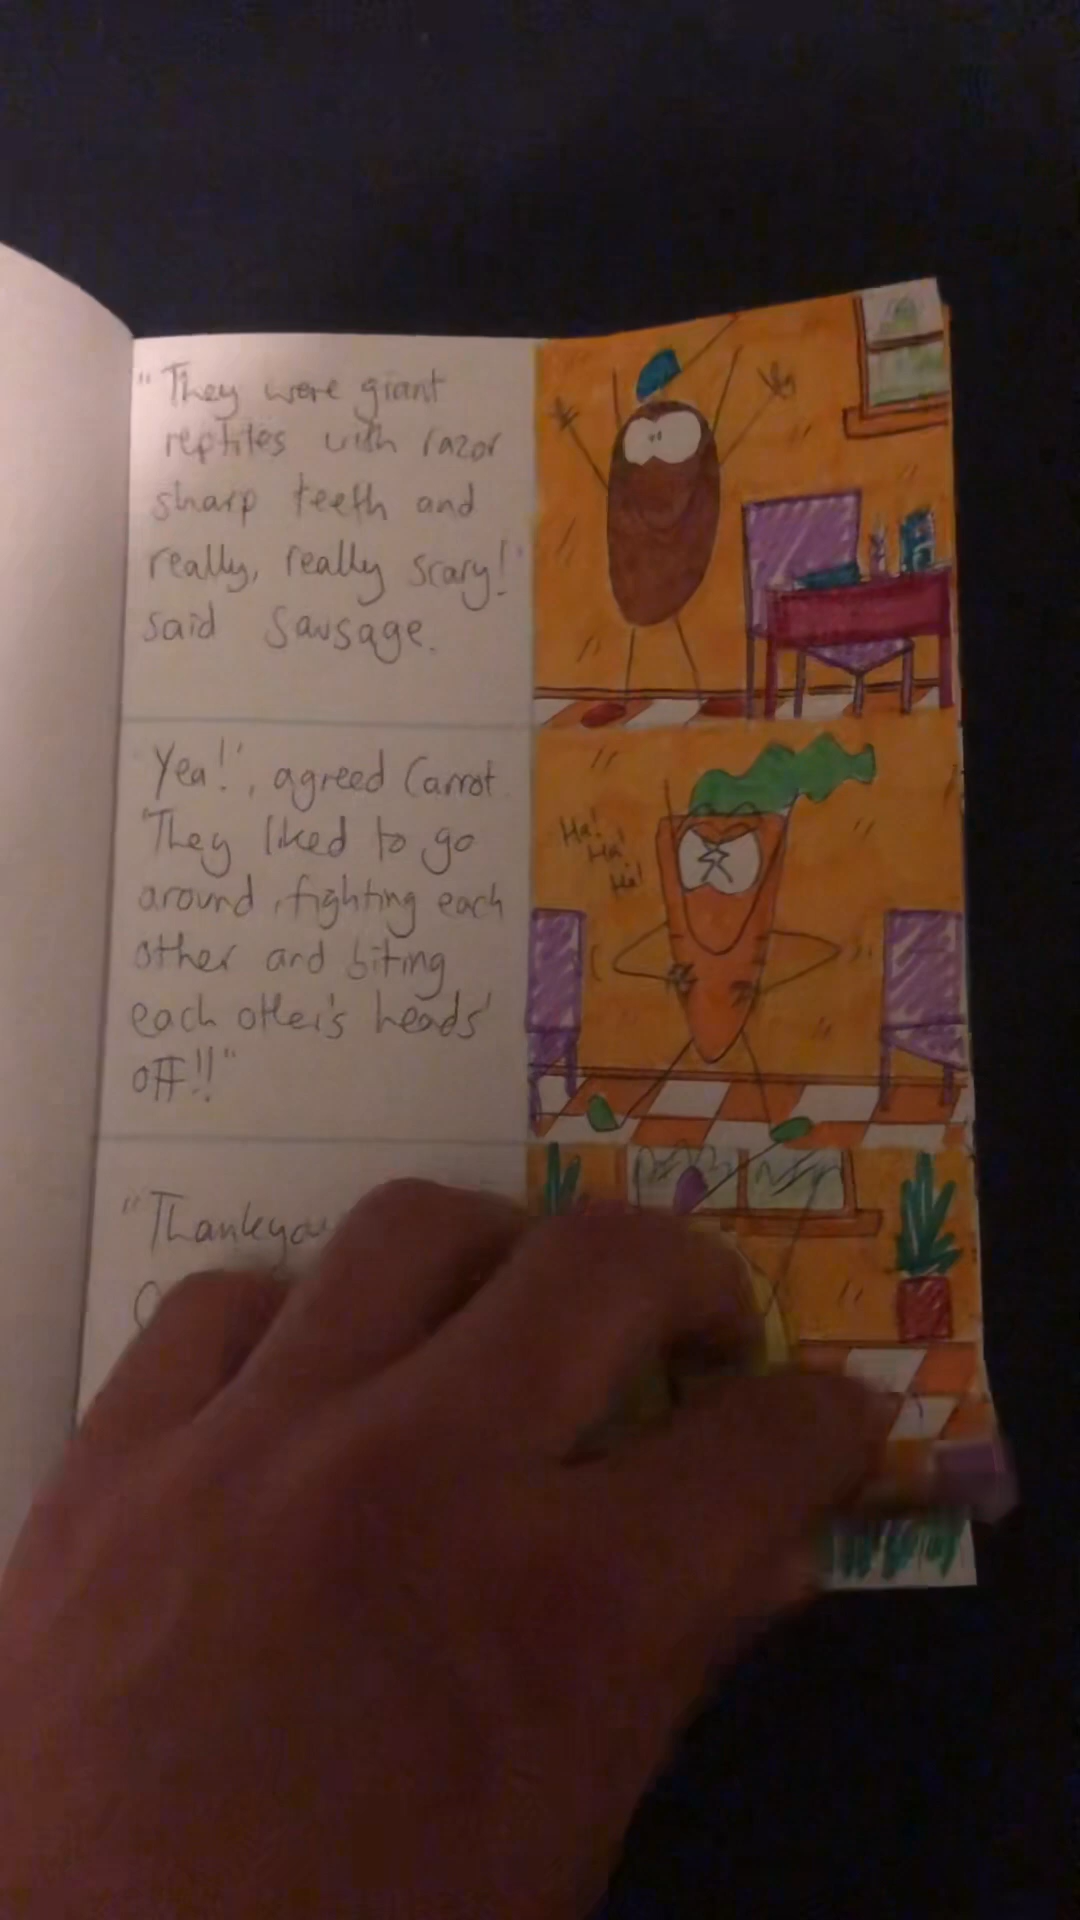 "They were giant
reptiles with razor
sharp teeth and
really, really scary!"
said Sausage.
Yea!', agreed Carrot.
"They liked to go
around, fighting each
other and biting
each other's heads'
off!!"
Ha!
Ha!
Ha!
"Thankyou